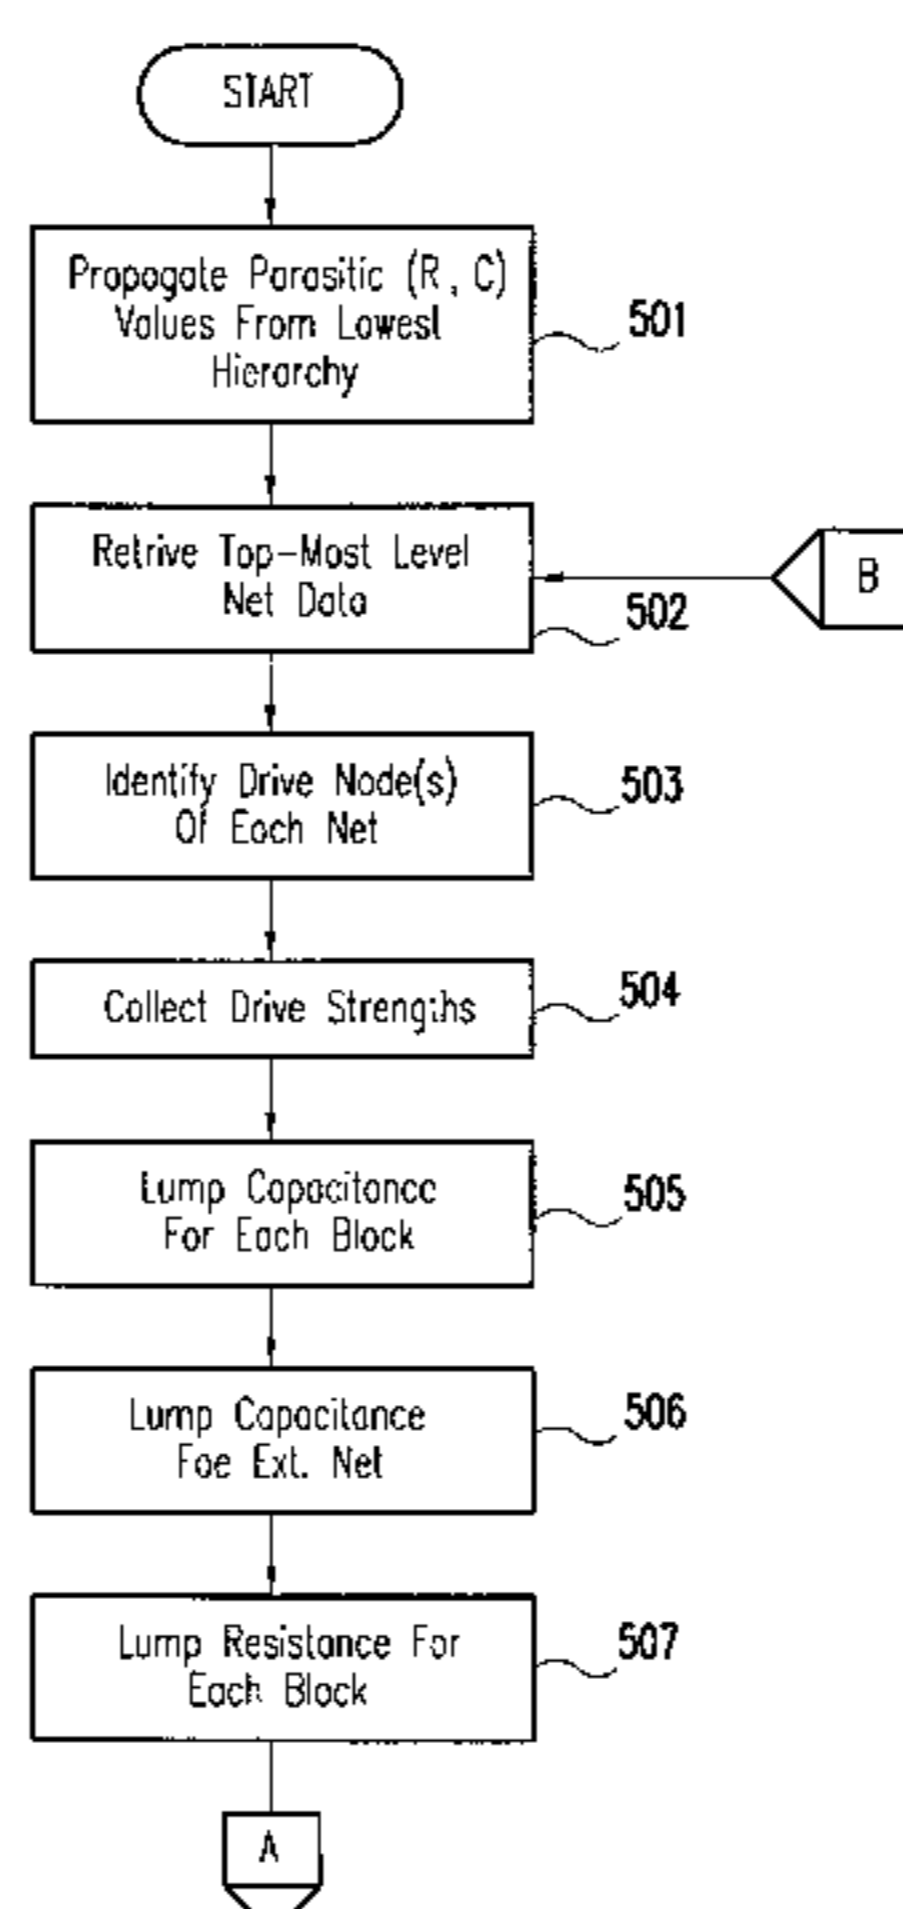 START
Propogate Parasitic (R, C)
Values From Lowest
Hierarchy
501
Retrive Top-Most Level
Net Data
502
B
Identify Drive Node(s)
Of Each Net
503
Collect Drive Strengths
504
Lump Capacitance
For Each Block
505
Lump Capacitance
Foe Ext. Net
506
Lump Resistance For
Each Block
507
A